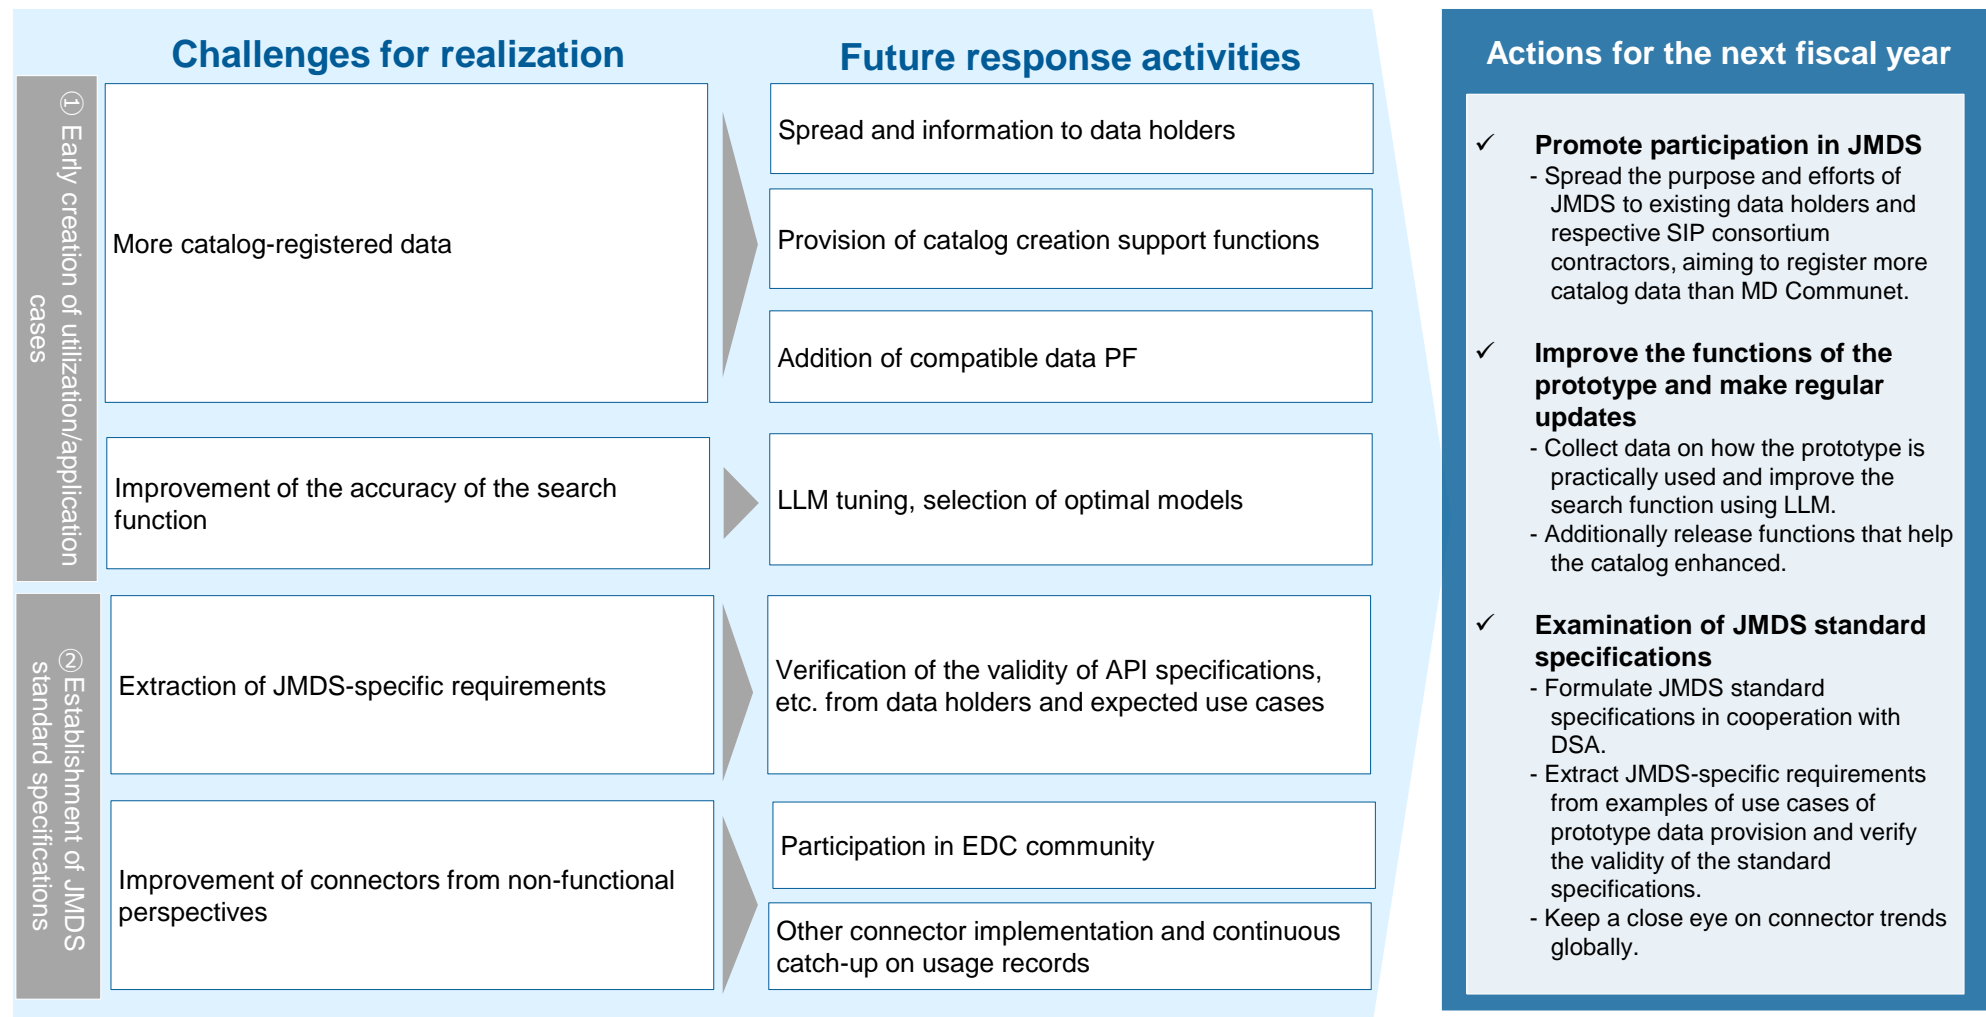 Challenges for realization
Future response activities
Actions for the next fiscal year
① Early creation of utilization/application
cases
More catalog-registered data
Spread and information to data holders
Provision of catalog creation support functions
Addition of compatible data PF
Improvement of the accuracy of the search
function
LLM tuning, selection of optimal models
②Establishment of JMDS
standard specifications
Extraction of JMDS-specific requirements
Verification of the validity of API specifications,
etc. from data holders and expected use cases
Improvement of connectors from non-functional
perspectives
Participation in EDC community
Other connector implementation and continuous
catch-up on usage records
✓ Promote participation in JMDS
- Spread the purpose and efforts of
JMDS to existing data holders and
respective SIP consortium
contractors, aiming to register more
catalog data than MD Communet.
✓ Improve the functions of the
prototype and make regular
updates
- Collect data on how the prototype is
practically used and improve the
search function using LLM.
- Additionally release functions that help
the catalog enhanced.
✓ Examination of JMDS standard
specifications
- Formulate JMDS standard
specifications in cooperation with
DSA.
- Extract JMDS-specific requirements
from examples of use cases of
prototype data provision and verify
the validity of the standard
specifications.
- Keep a close eye on connector trends
globally.